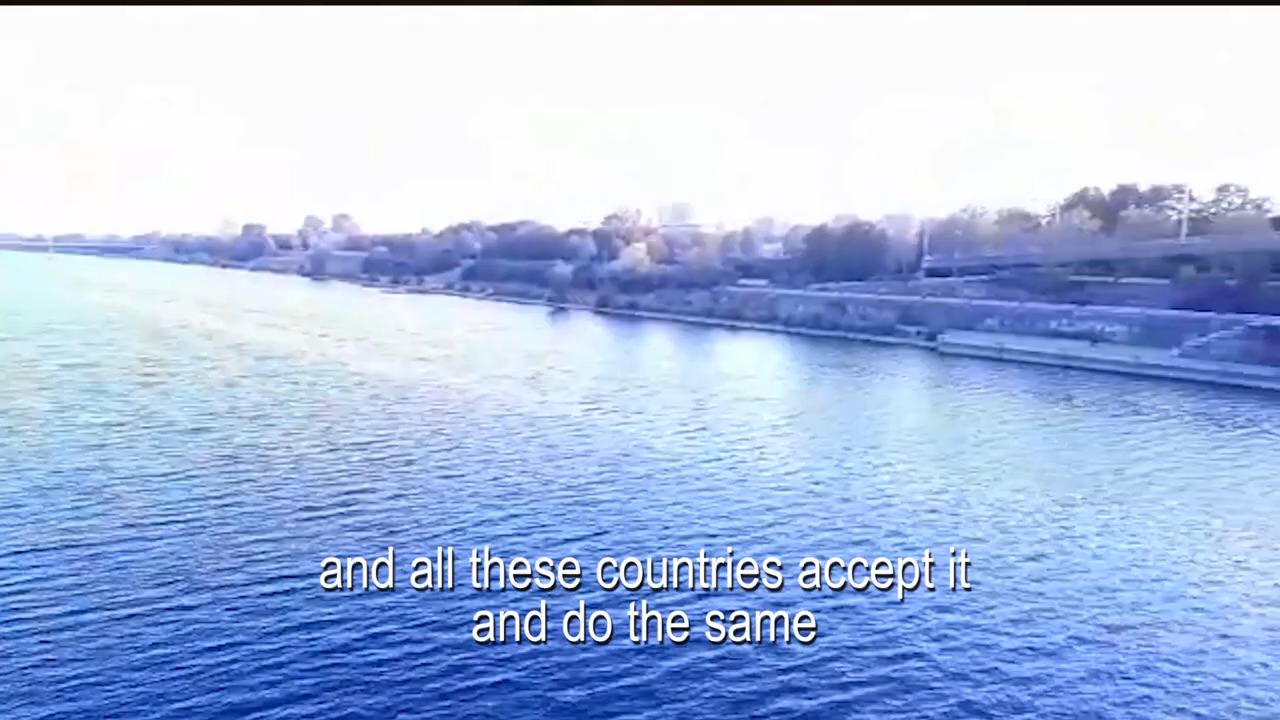 and all these countries accept it
and do the same